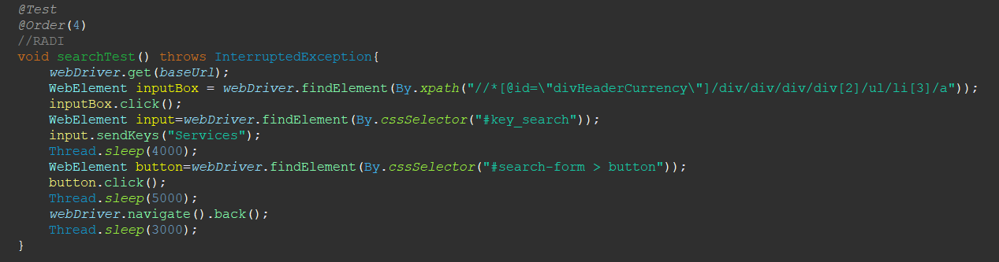 @Test
@Order(4)
//RADI
void searchTest() throws InterruptedException{
webDriver.get(baseUrl);
WebElement inputBox = webDriver.findElement(By.xpath("//*[@id=\"divHeaderCurrency\"]/div/div/div/div[2]/ul/li[3]/a"));
inputBox.click();
WebElement input=webDriver.findElement(By.cssSelector("#key_search"));
input.sendKeys("Services");
Thread.sleep(4000);
WebElement button=webDriver.findElement(By.cssSelector("#search-form > button"));
button.click();
Thread.sleep(5000);
webDriver.navigate().back();
Thread.sleep(3000);
}